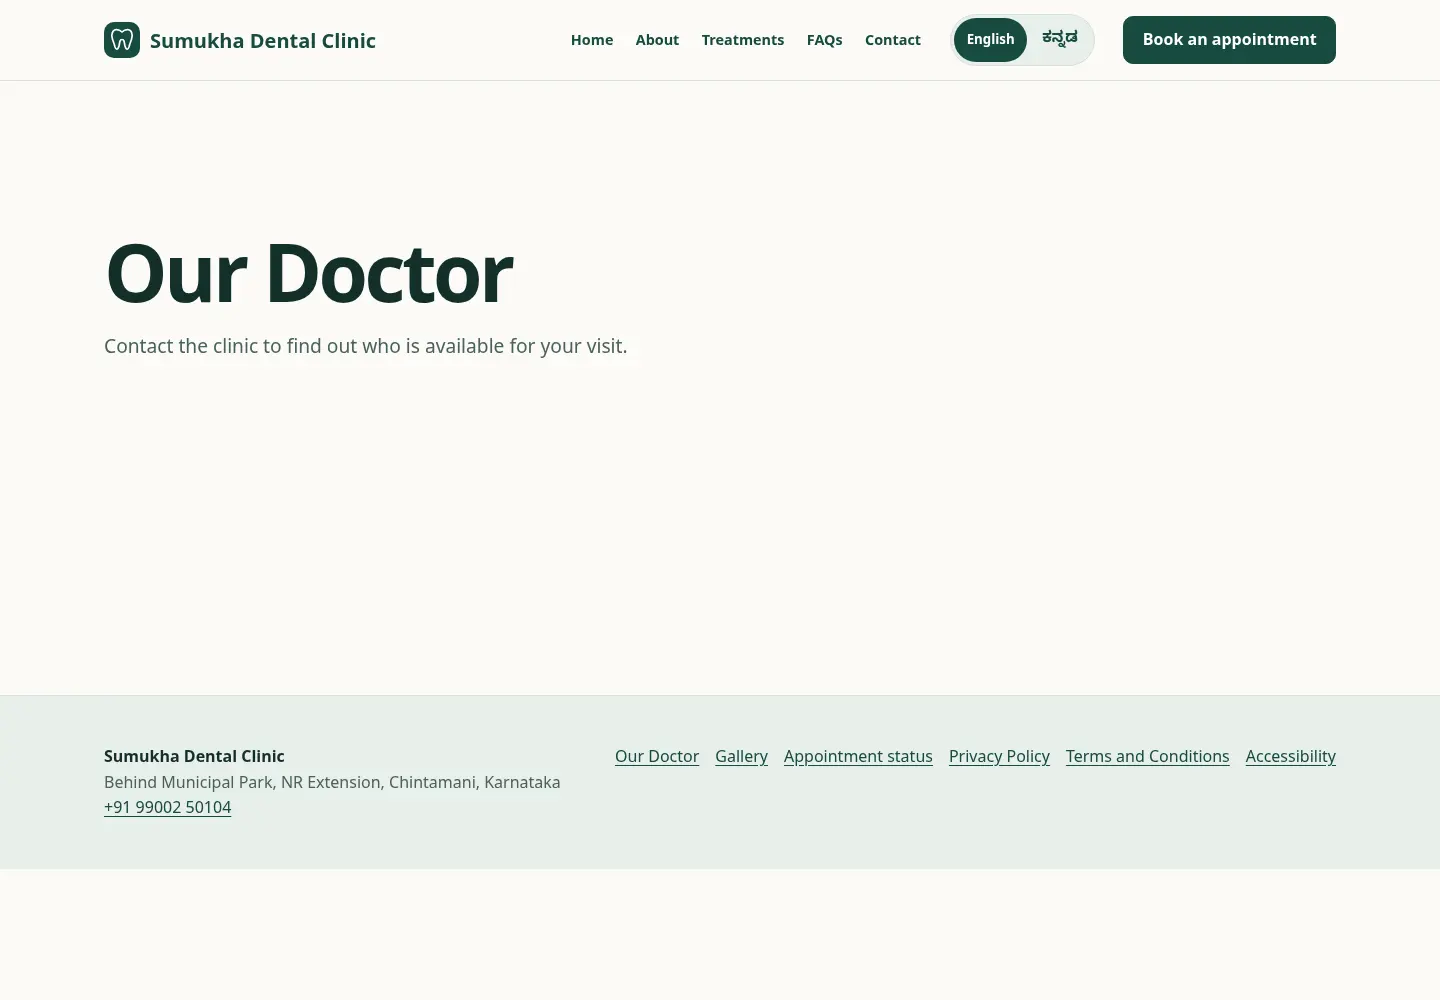 Sumukha Dental Clinic
Home About Treatments FAQs Contact English ಕನ್ನಡ Book an appointment
Our Doctor
Contact the clinic to find out who is available for your visit.
Sumukha Dental Clinic
Behind Municipal Park, NR Extension, Chintamani, Karnataka
+91 99002 50104
Our Doctor Gallery Appointment status Privacy Policy Terms and Conditions Accessibility